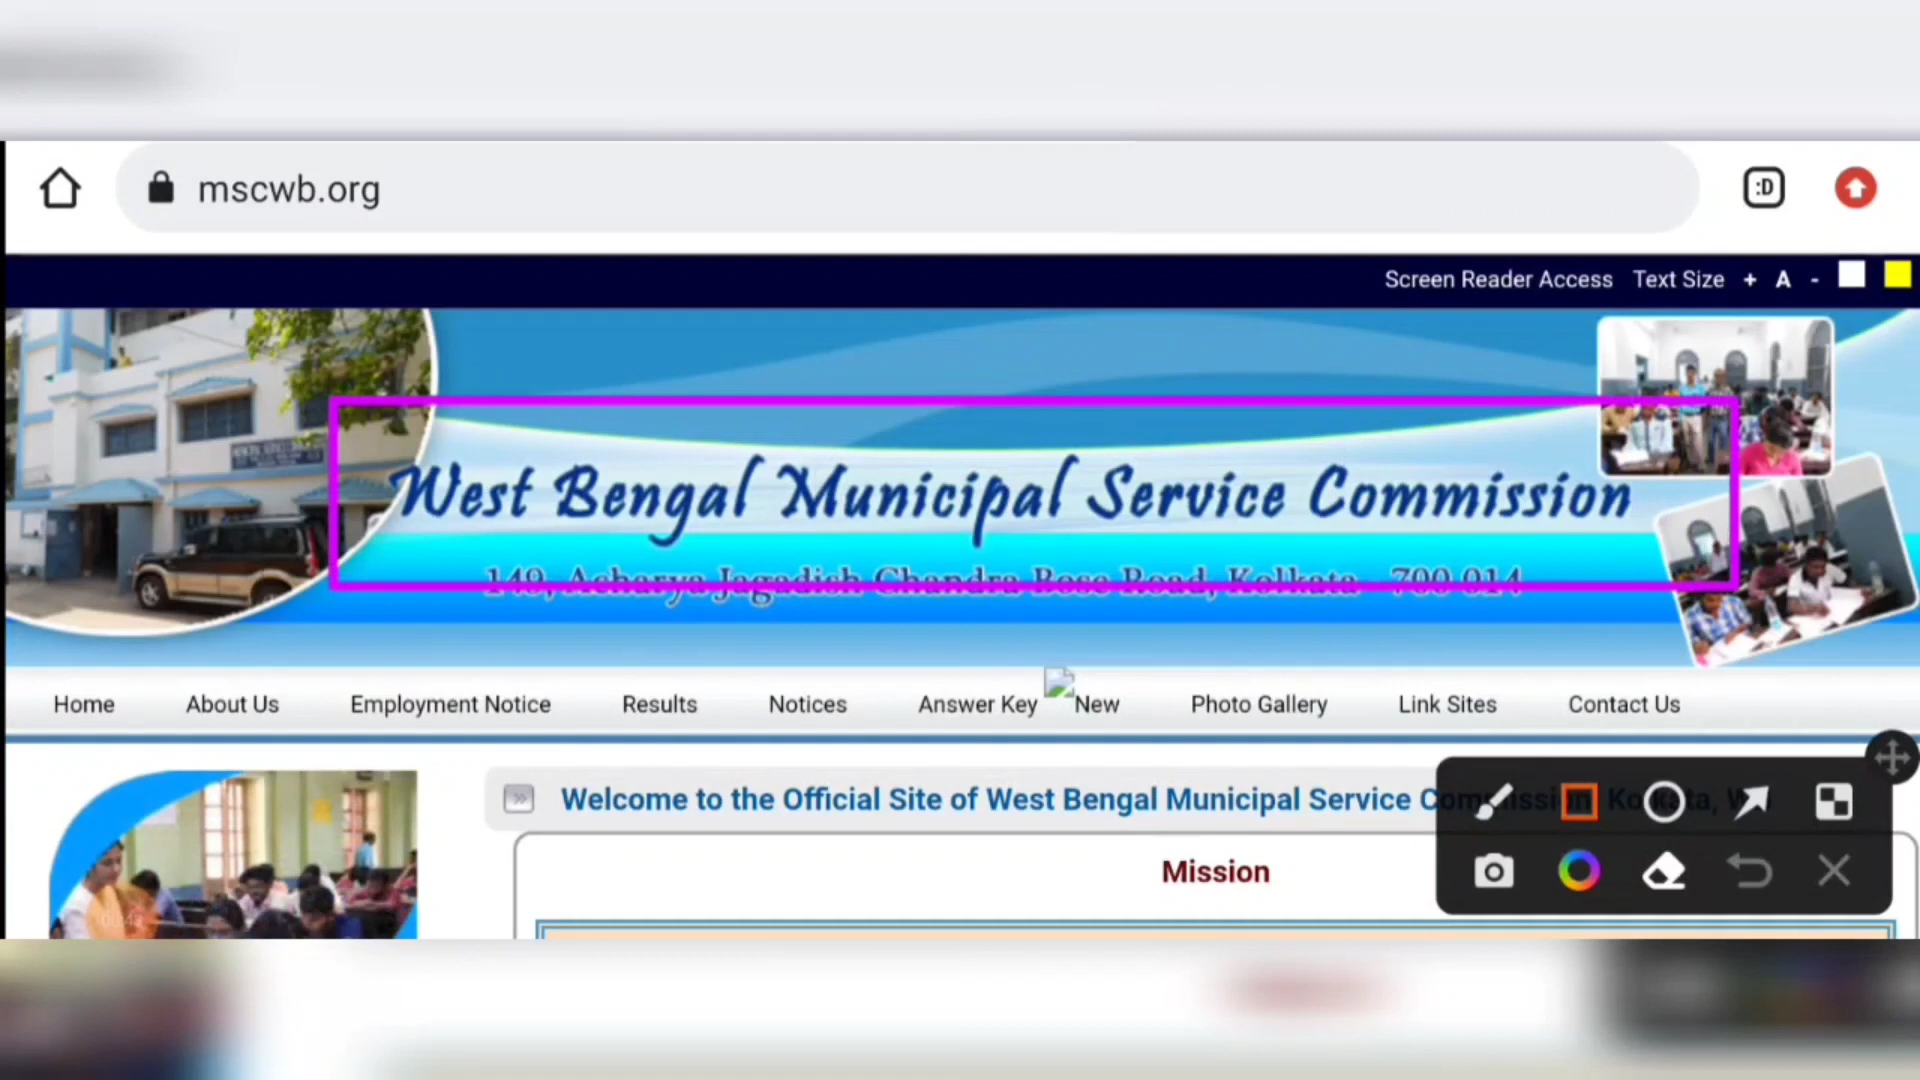 mscwb.org
:D
Screen Reader Access Text Size + A -
West Bengal Municipal Service Commission
149, Acharya Jagadish Chandra Bose Road, Kolkata - 700 014
Home About Us Employment Notice Results Notices Answer Key New Photo Gallery Link Sites Contact Us
Welcome to the Official Site of West Bengal Municipal Service Commission, Kolkata, W
Mission